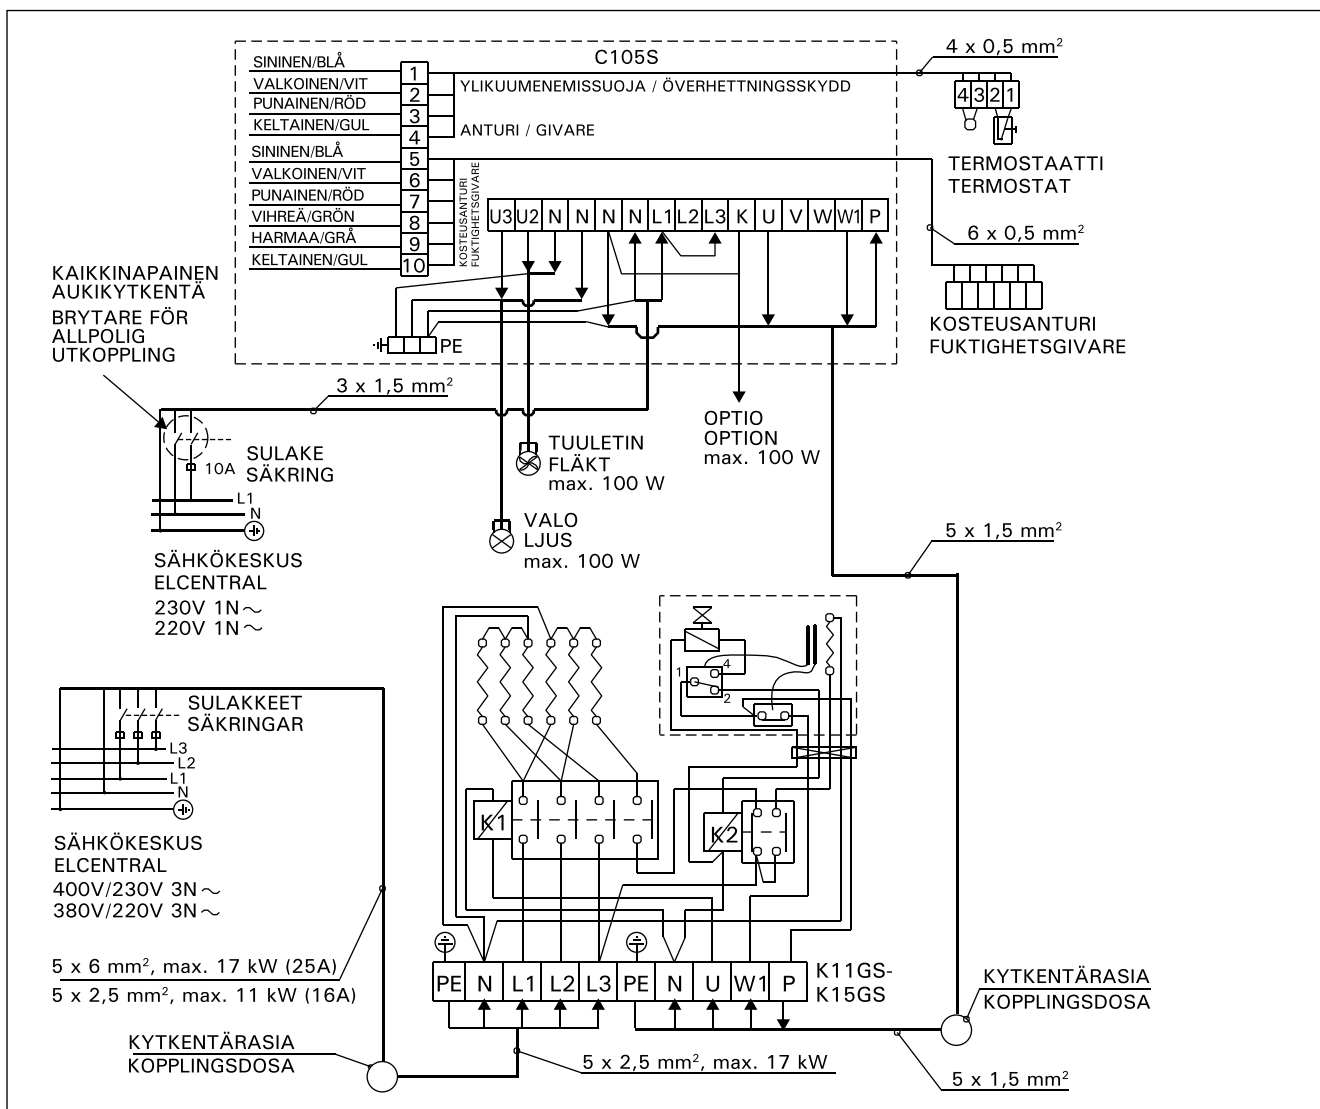 C105S
SININEN/BLÅ 1
VALKOINEN/VIT 2
PUNAINEN/RÖD 3
KELTAINEN/GUL 4
SININEN/BLÅ 5
VALKOINEN/VIT 6
PUNAINEN/RÖD 7
VIHREÄ/GRÖN 8
HARMAA/GRÅ 9
KELTAINEN/GUL 10
YLIKUUMENEMISSUOJA / ÖVERHETTNINGSSKYDD
ANTURI / GIVARE
KOSTEUSANTURI
FUKTIGHETSGIVARE
U3 U2 N N N N L1 L2 L3 K U V W W1 P
PE
4 x 0,5 mm²
4 3 2 1
TERMOSTAATTI
TERMOSTAT
6 x 0,5 mm²
KOSTEUSANTURI
FUKTIGHETSGIVARE
KAIKKINAPAINEN
AUKIKYTKENTÄ
BRYTARE FÖR
ALLPOLIG
UTKOPPLING
3 x 1,5 mm²
SULAKE
SÄKRING
10A
L1
N
SÄHKÖKESKUS
ELCENTRAL
230V 1N~
220V 1N~
TUULETIN
FLÄKT
max. 100 W
VALO
LJUS
max. 100 W
OPTIO
OPTION
max. 100 W
5 x 1,5 mm²
SULAKKEET
SÄKRINGAR
L3
L2
L1
N
SÄHKÖKESKUS
ELCENTRAL
400V/230V 3N~
380V/220V 3N~
5 x 6 mm², max. 17 kW (25A)
5 x 2,5 mm², max. 11 kW (16A)
KYTKENTÄRASIA
KOPPLINGSDOSA
1
4
2
K1
K2
PE N L1 L2 L3 PE N U W1 P
K11GS-
K15GS
5 x 2,5 mm², max. 17 kW
KYTKENTÄRASIA
KOPPLINGSDOSA
5 x 1,5 mm²